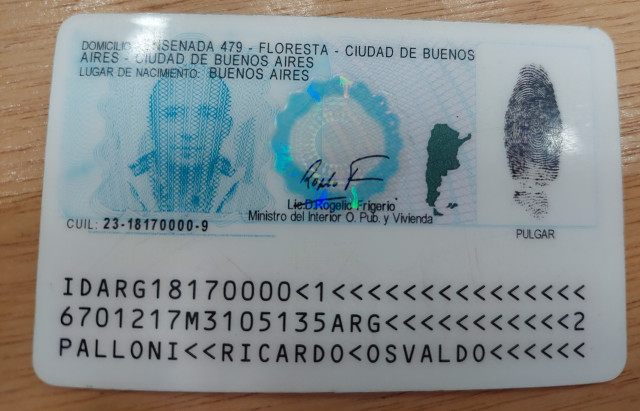 DOMICILIO: ENSENADA 479 - FLORESTA - CIUDAD DE BUENOS
AIRES - CIUDAD DE BUENOS AIRES
LUGAR DE NACIMIENTO: BUENOS AIRES
Lic.D.Rogelio Frigerio
Ministro del Interior O. Pub. y Vivienda
CUIL: 23-18170000-9
PULGAR
IDARG18170000<1<<<<<<<<<<<<<<<
6701217M3105135ARG<<<<<<<<<<<2
PALLONI<<RICARDO<OSVALDO<<<<<<